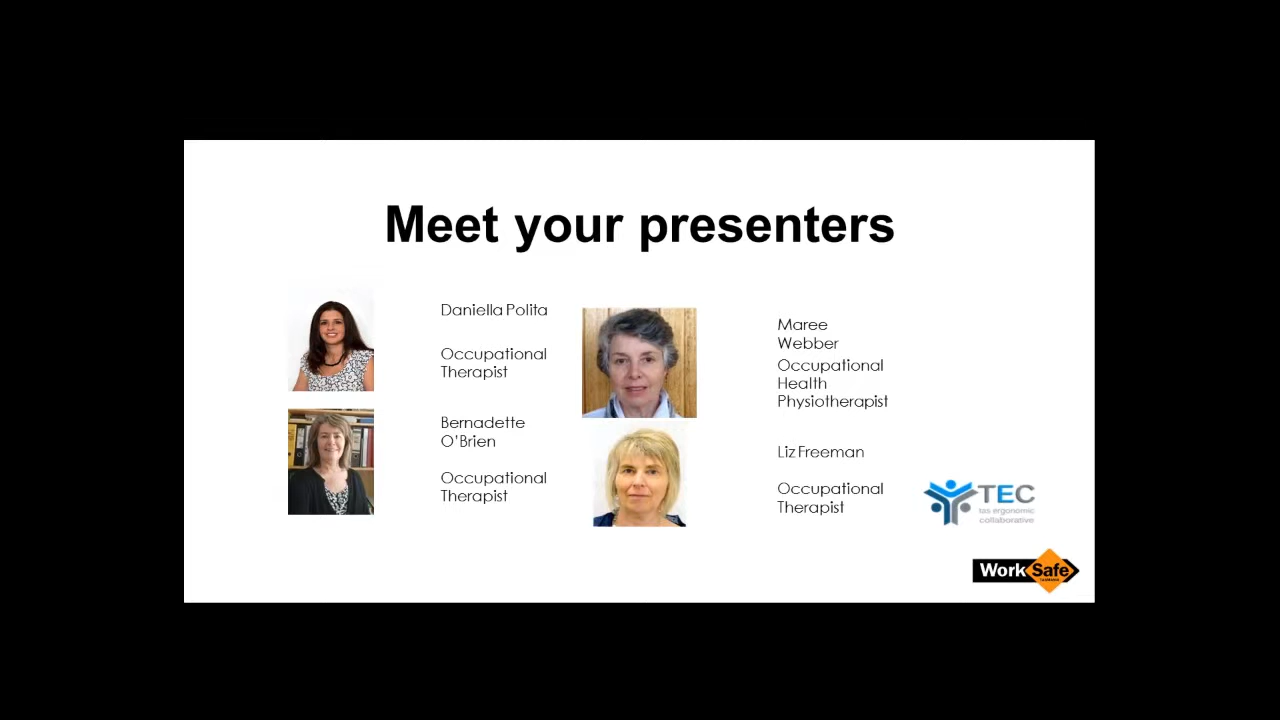 Meet your presenters
Daniella Polita
Occupational
Therapist
Bernadette
O'Brien
Occupational
Therapist
Maree
Webber
Occupational
Health
Physiotherapist
Liz Freeman
Occupational
Therapist
TEC
tas ergonomic
collaborative
WorkSafe
TASMANIA